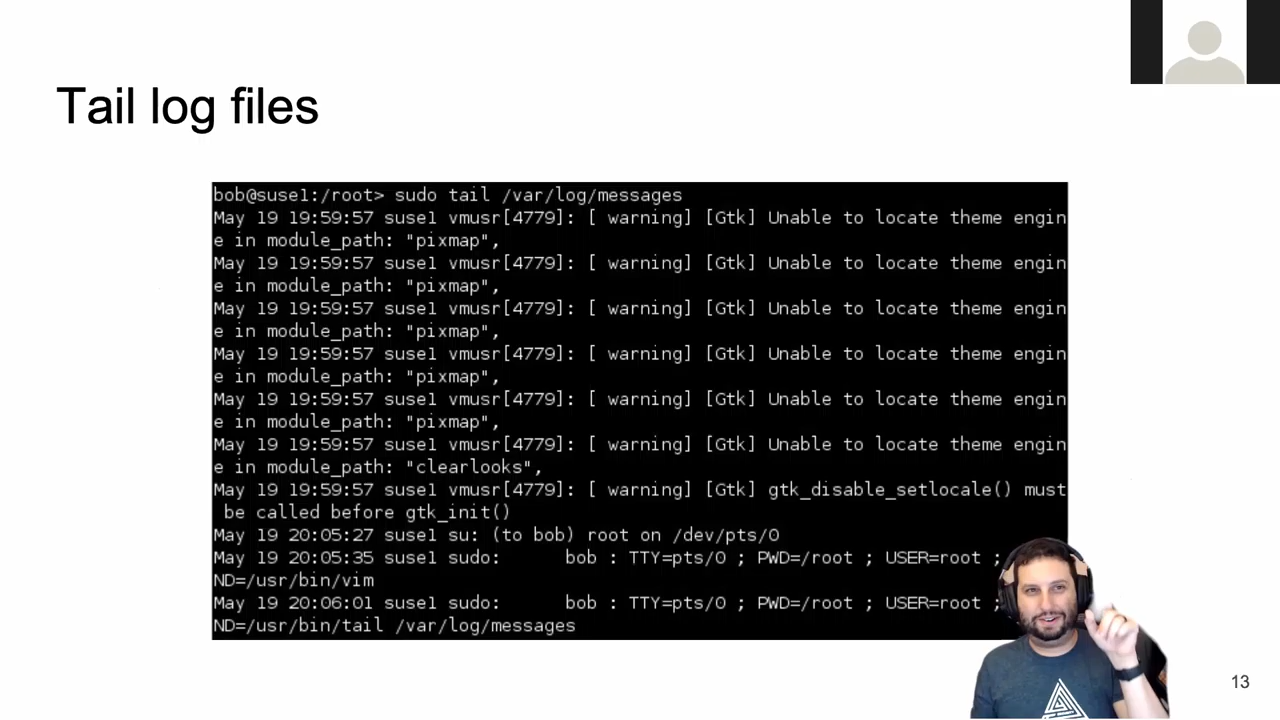 Tail log files
bob@suse1:/root> sudo tail /var/log/messages
May 19 19:59:57 suse1 vmusr[4779]: [ warning] [Gtk] Unable to locate theme engin
e in module_path: "pixmap",
May 19 19:59:57 suse1 vmusr[4779]: [ warning] [Gtk] Unable to locate theme engin
e in module_path: "pixmap",
May 19 19:59:57 suse1 vmusr[4779]: [ warning] [Gtk] Unable to locate theme engin
e in module_path: "pixmap",
May 19 19:59:57 suse1 vmusr[4779]: [ warning] [Gtk] Unable to locate theme engin
e in module_path: "pixmap",
May 19 19:59:57 suse1 vmusr[4779]: [ warning] [Gtk] Unable to locate theme engin
e in module_path: "pixmap",
May 19 19:59:57 suse1 vmusr[4779]: [ warning] [Gtk] Unable to locate theme engin
e in module_path: "clearlooks",
May 19 19:59:57 suse1 vmusr[4779]: [ warning] [Gtk] gtk_disable_setlocale() must
be called before gtk_init()
May 19 20:05:27 suse1 su: (to bob) root on /dev/pts/0
May 19 20:05:35 suse1 sudo: bob : TTY=pts/0 ; PWD=/root ; USER=root ;
ND=/usr/bin/vim
May 19 20:06:01 suse1 sudo: bob : TTY=pts/0 ; PWD=/root ; USER=root ;
ND=/usr/bin/tail /var/log/messages
13